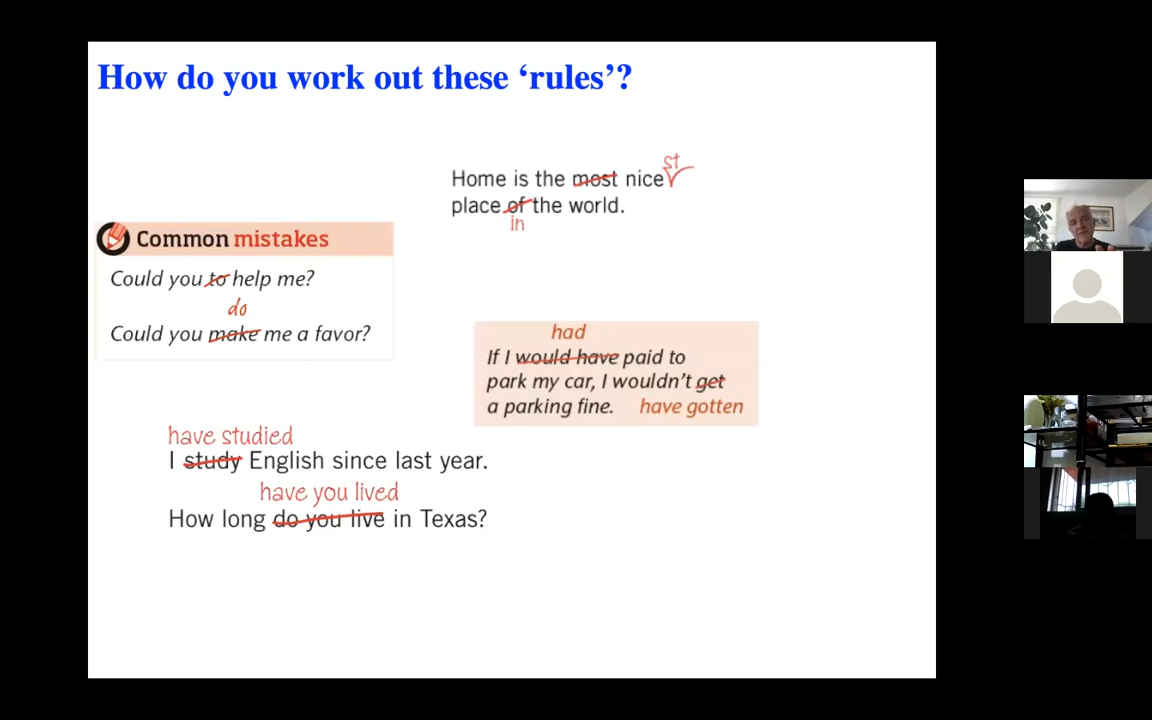 How do you work out these ‘rules’?
st
Home is the most nice
place of the world.
in
Common mistakes
Could you to help me?
do
Could you make me a favor?
had
If I would have paid to
park my car, I wouldn’t get
a parking fine. have gotten
have studied
I study English since last year.
have you lived
How long do you live in Texas?